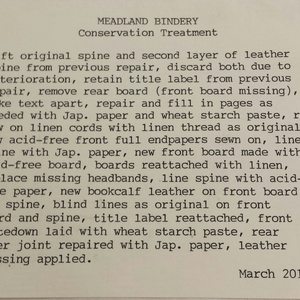 MEADLAND BINDERY
Conservation Treatment
ft original spine and second layer of leather
pine from previous repair, discard both due to
terioration, retain title label from previous
pair, remove rear board (front board missing),
ke text apart, repair and fill in pages as
eded with Jap. paper and wheat starch paste, r
w on linen cords with linen thread as original
w acid-free front full endpapers sewn on, line
ine with Jap. paper, new front board made with
id-free board, boards reattached with linen,
place missing headbands, line spine with acid-
e paper, new bookcalf leather on front board
 spine, blind lines as original on front
rd and spine, title label reattached, front
tedown laid with wheat starch paste, rear
er joint repaired with Jap. paper, leather
ssing applied.
March 201